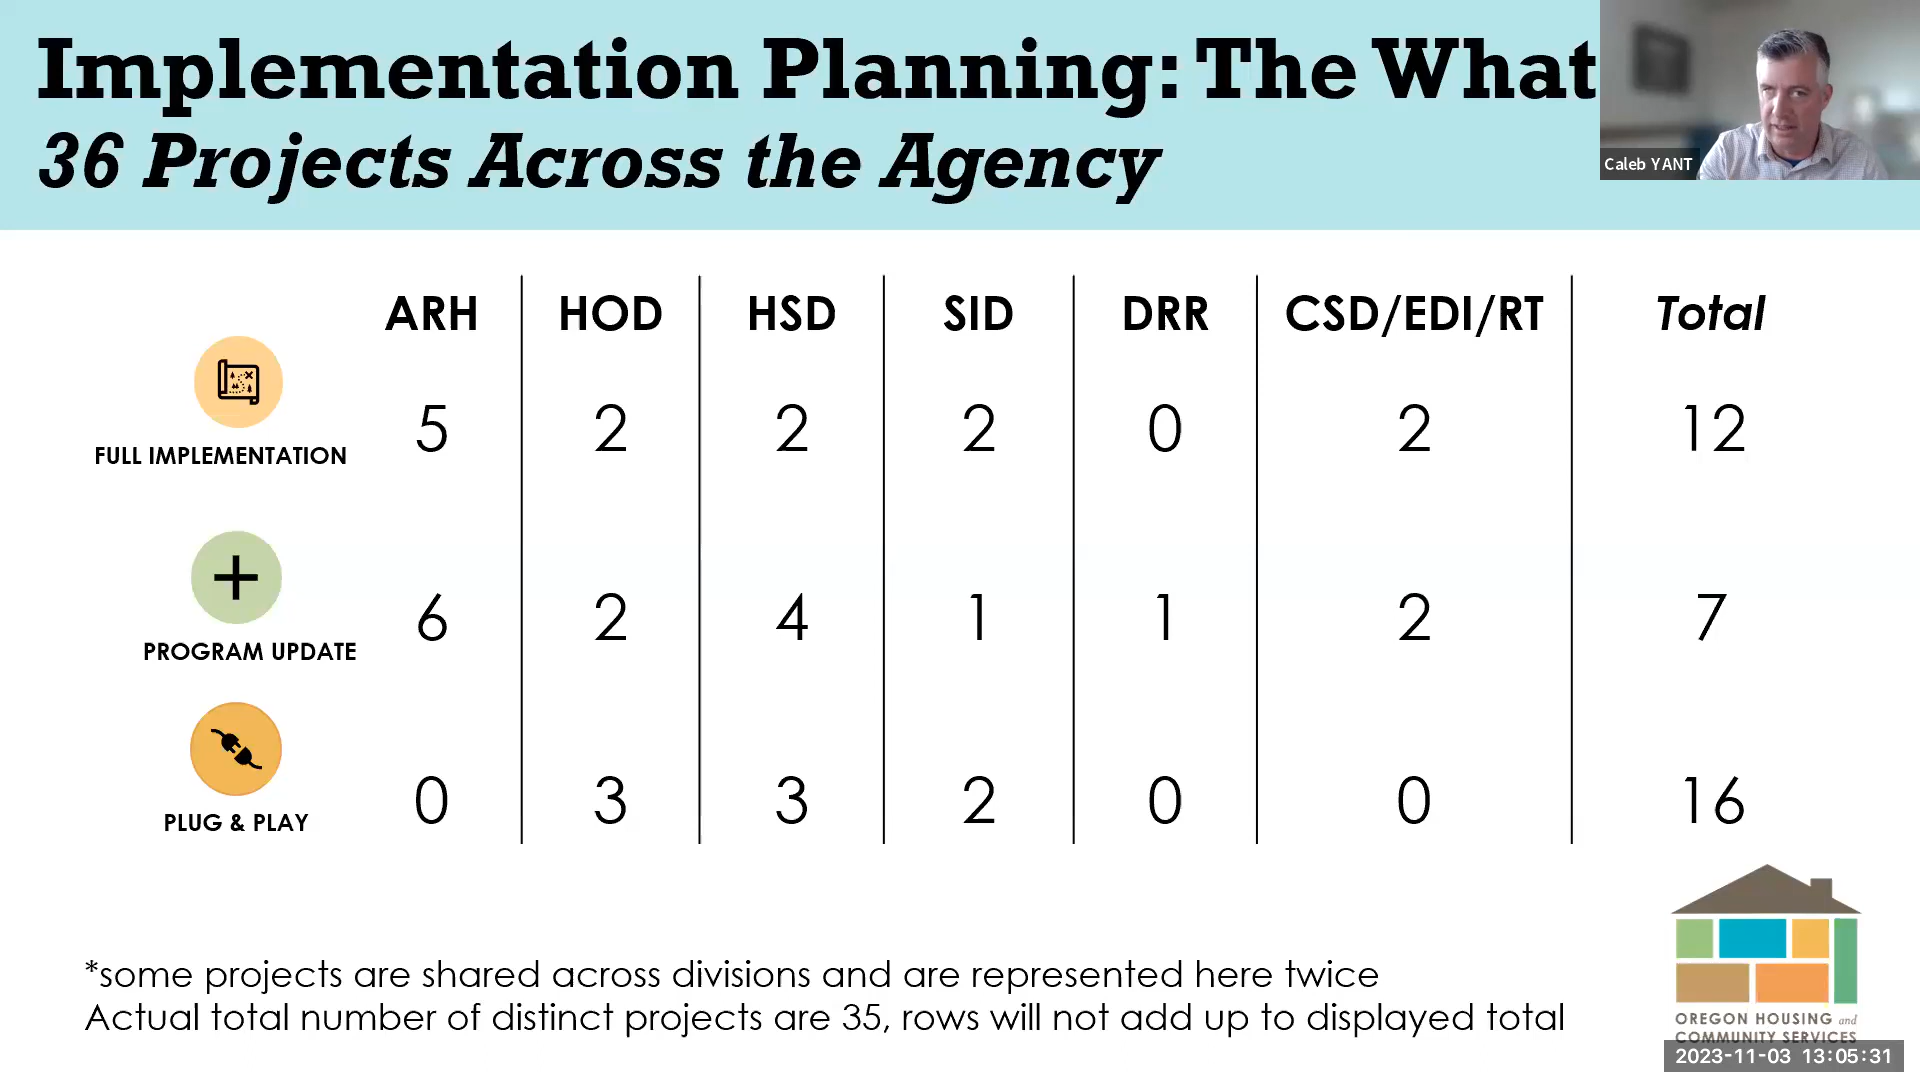 Implementation Planning: The What
36 Projects Across the Agency
Caleb YANT
ARH HOD HSD SID DRR CSD/EDI/RT Total
FULL IMPLEMENTATION 5 2 2 2 0 2 12
PROGRAM UPDATE 6 2 4 1 1 2 7
PLUG & PLAY 0 3 3 2 0 0 16
*some projects are shared across divisions and are represented here twice
Actual total number of distinct projects are 35, rows will not add up to displayed total
OREGON HOUSING and
COMMUNITY SERVICES
2023-11-03 13:05:31